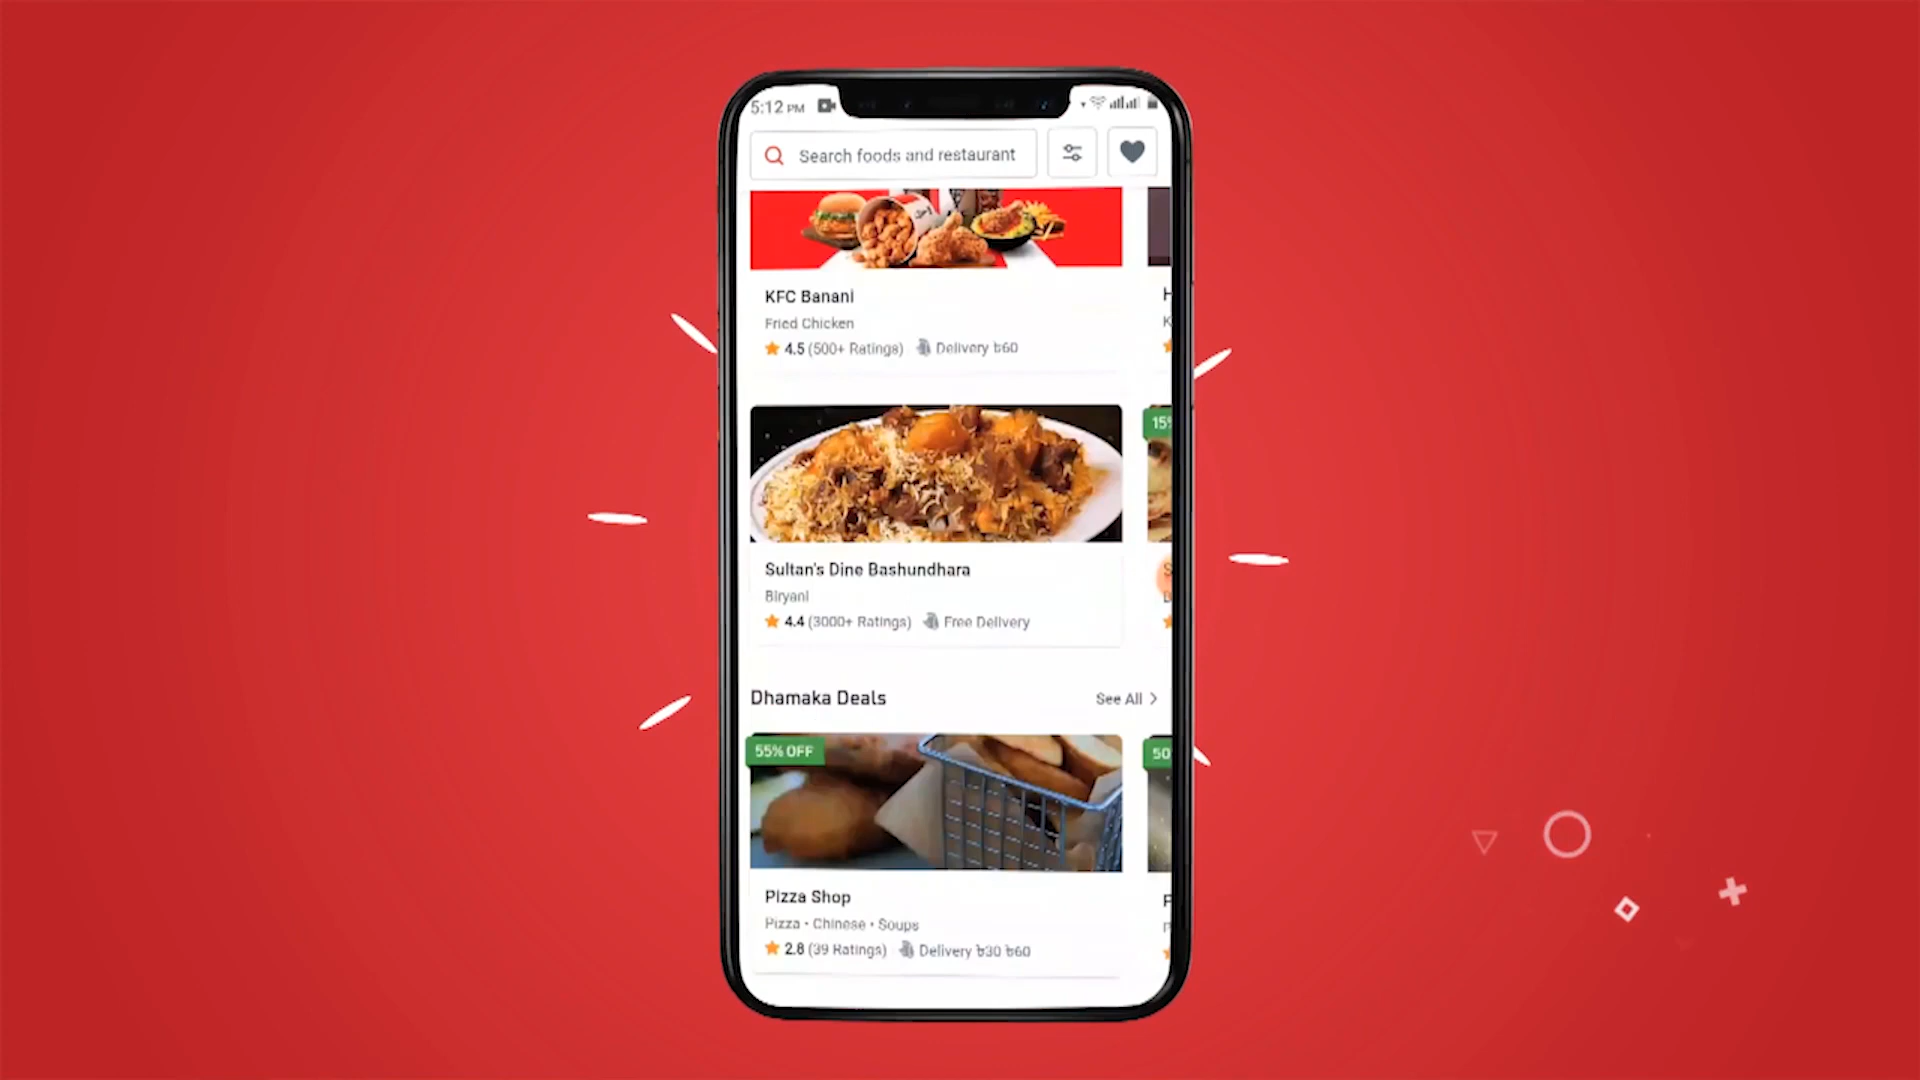 5:12 PM
Search foods and restaurant
KFC Banani
Fried Chicken
4.5 (500+ Ratings) Delivery ৳60
Sultan's Dine Bashundhara
Biryani
4.4 (3000+ Ratings) Free Delivery
Dhamaka Deals
See All
55% OFF
50
Pizza Shop
Pizza • Chinese • Soups
2.8 (39 Ratings) Delivery ৳30 ৳60